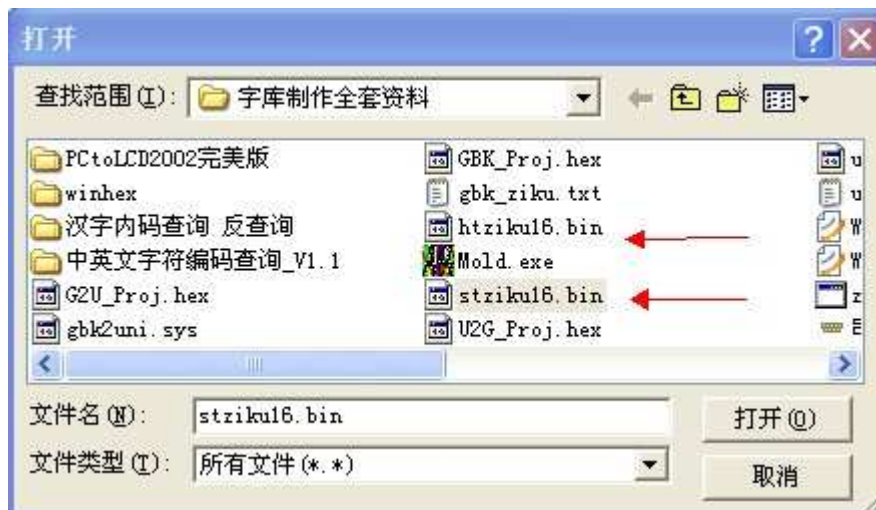 打开
查找范围(I): 字库制作全套资料
PCtoLCD2002完美版
winhex
汉字内码查询 反查询
中英文字符编码查询_V1.1
G2U_Proj.hex
gbk2uni.sys
GBK_Proj.hex
gbk_ziku.txt
htziku16.bin
Mold.exe
stziku16.bin
U2G_Proj.hex
文件名(N): stziku16.bin
打开(O)
文件类型(T): 所有文件(*.*)
取消